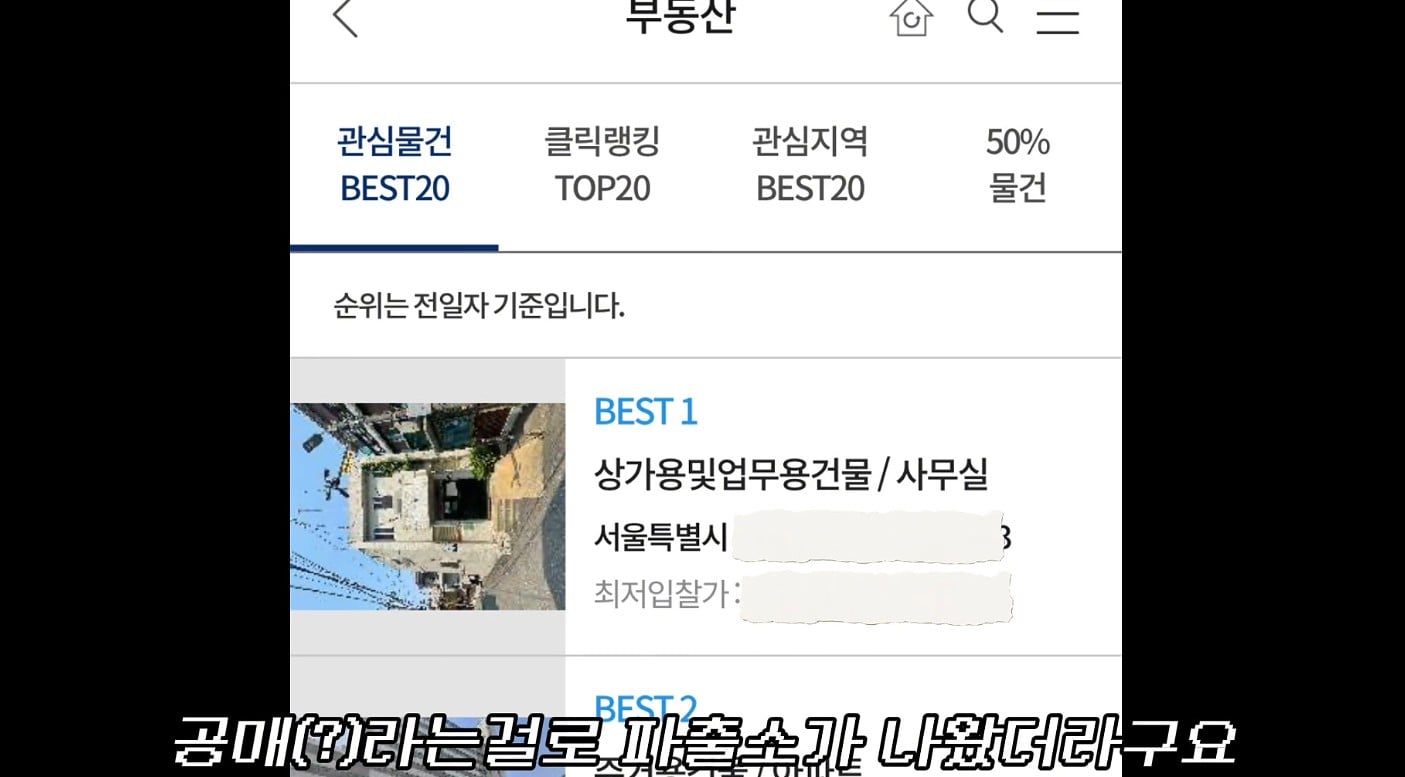 부동산
관심물건
BEST20
클릭랭킹
TOP20
관심지역
BEST20
50%
물건
순위는 전일자 기준입니다.
BEST 1
상가용및업무용건물 / 사무실
서울특별시
최저입찰가 :
BEST 2
공매(?)라는걸로 파출소가 나왔더라구요